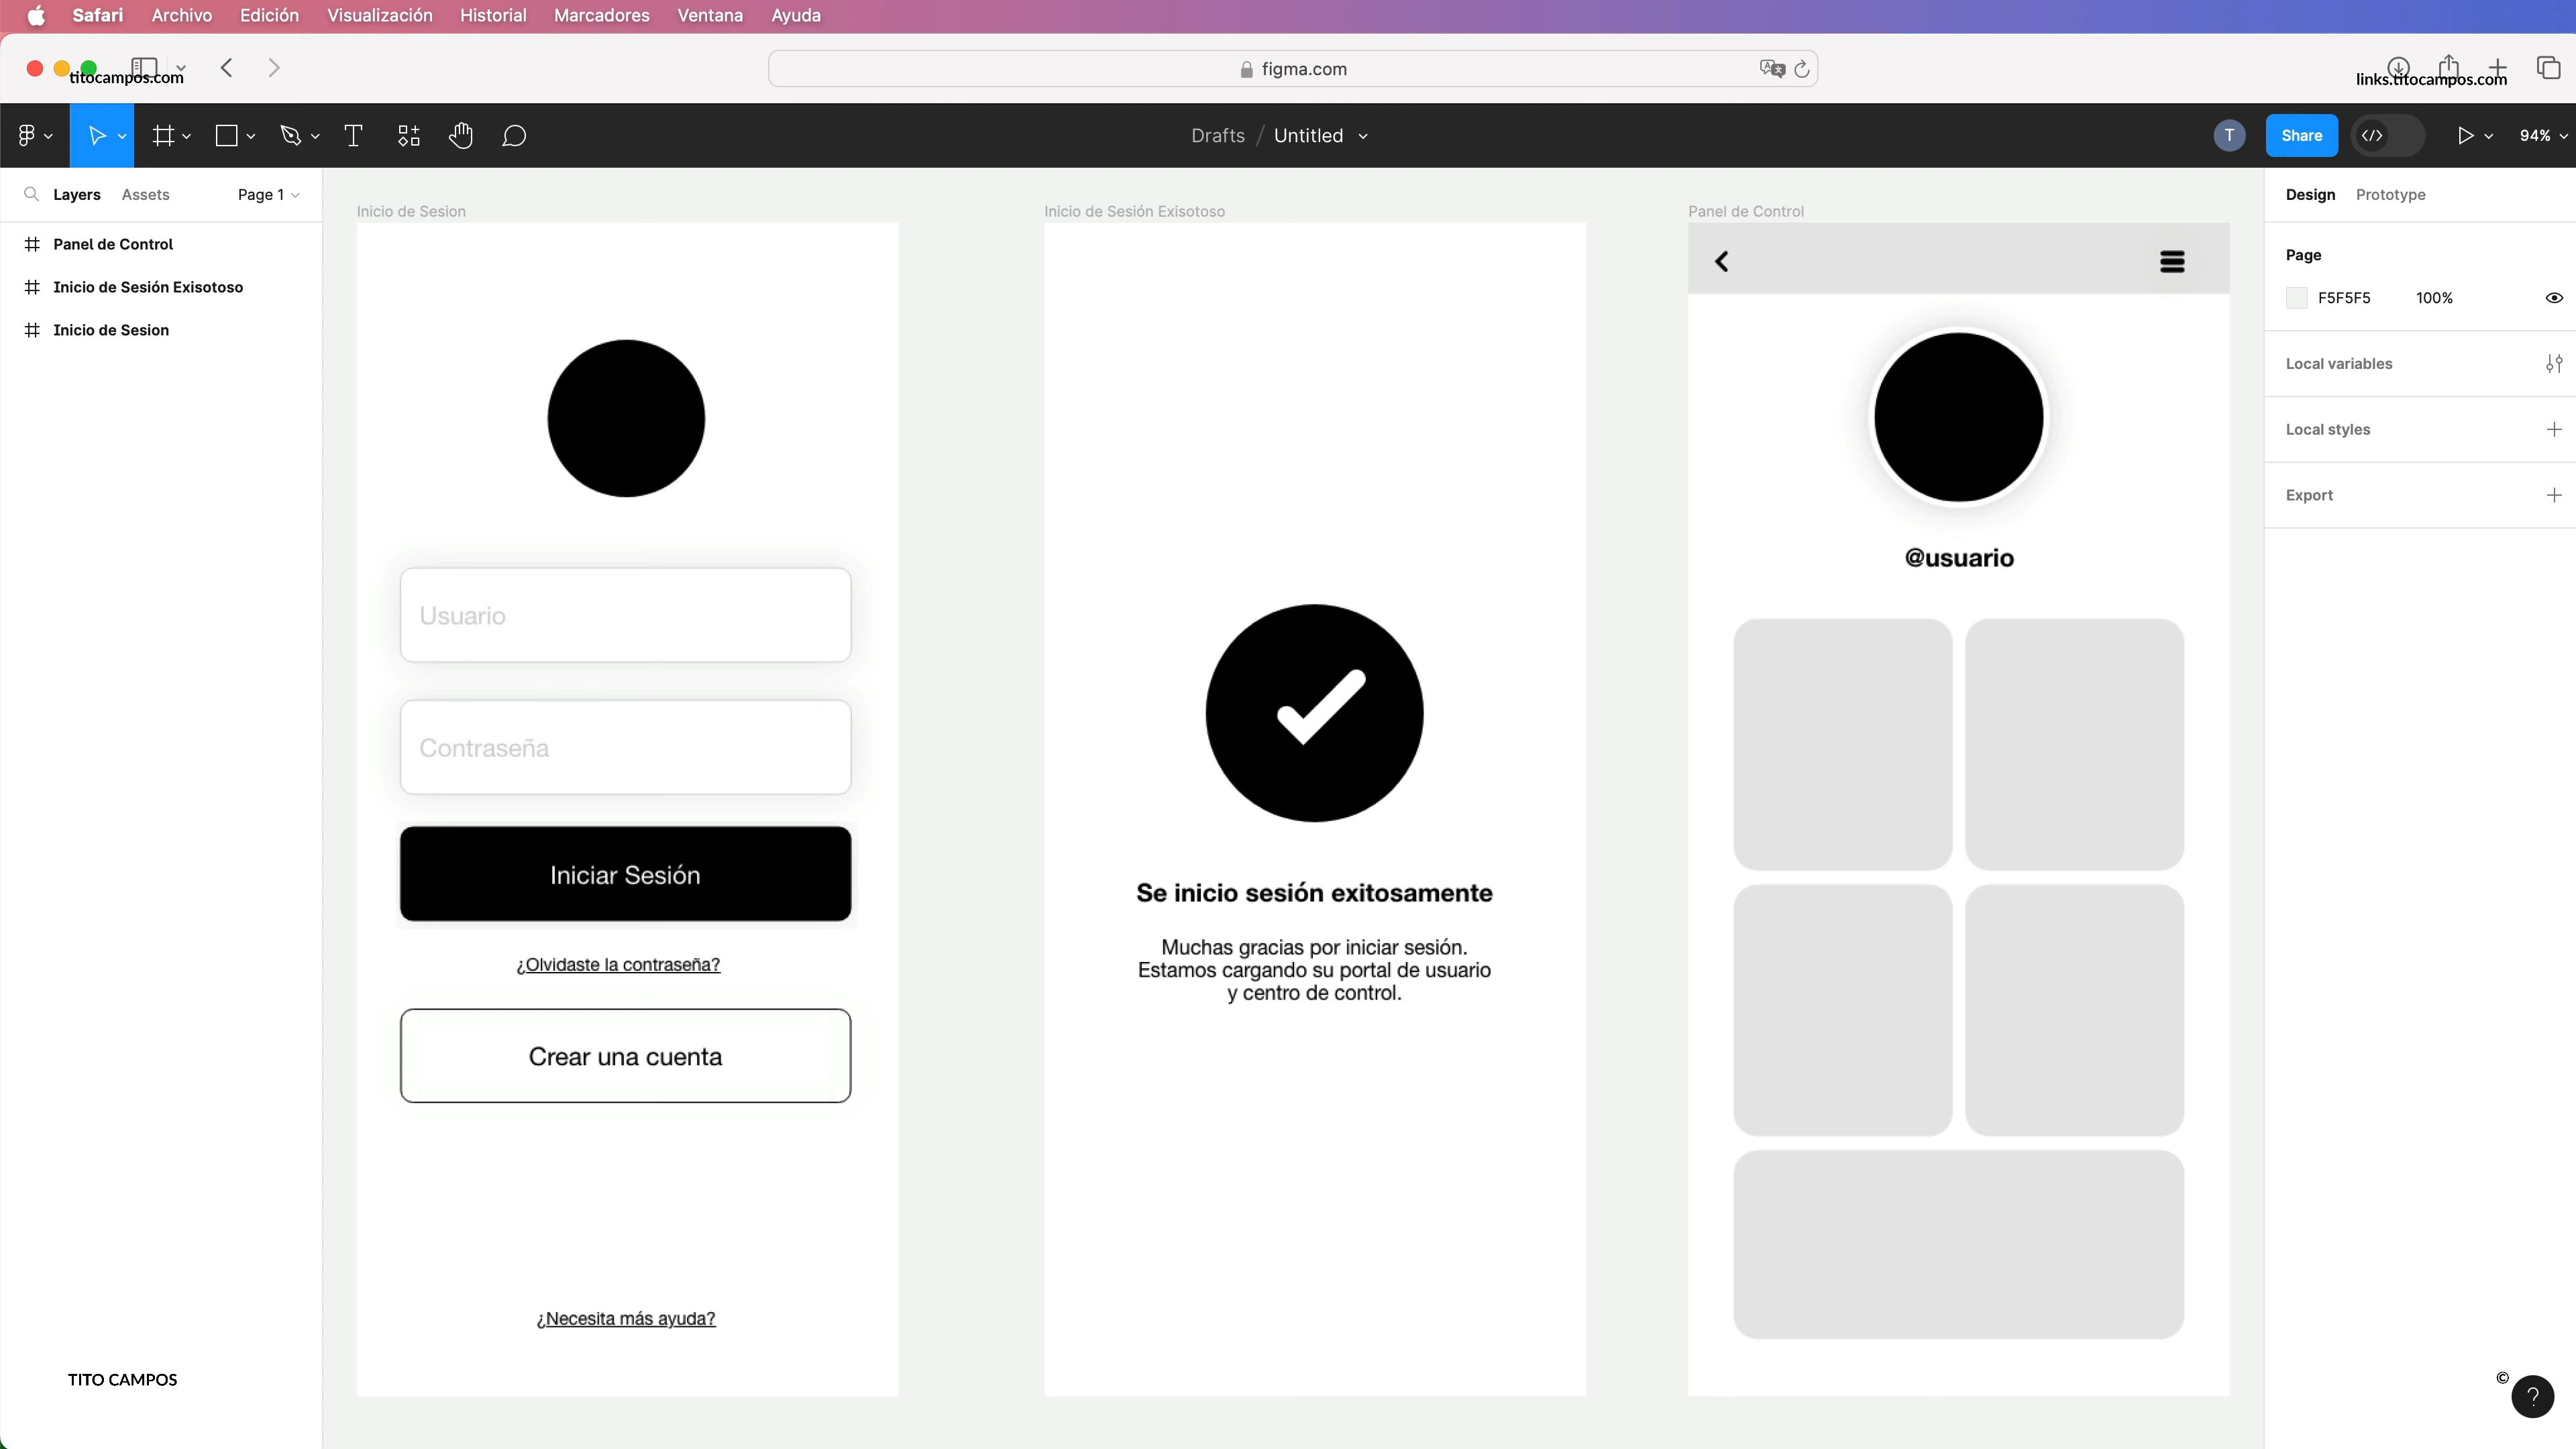 Safari Archivo Edición Visualización Historial Marcadores Ventana Ayuda
titocampos.com
figma.com
links.titocampos.com
Drafts / Untitled
T
Share
94%
Layers Assets Page 1
Panel de Control
Inicio de Sesión Exisotoso
Inicio de Sesion
Inicio de Sesion
Usuario
Contraseña
Iniciar Sesión
¿Olvidaste la contraseña?
Crear una cuenta
¿Necesita más ayuda?
Inicio de Sesión Exisotoso
Se inicio sesión exitosamente
Muchas gracias por iniciar sesión.
Estamos cargando su portal de usuario
y centro de control.
Panel de Control
@usuario
Design Prototype
Page
F5F5F5 100%
Local variables
Local styles
Export
TITO CAMPOS
©
?